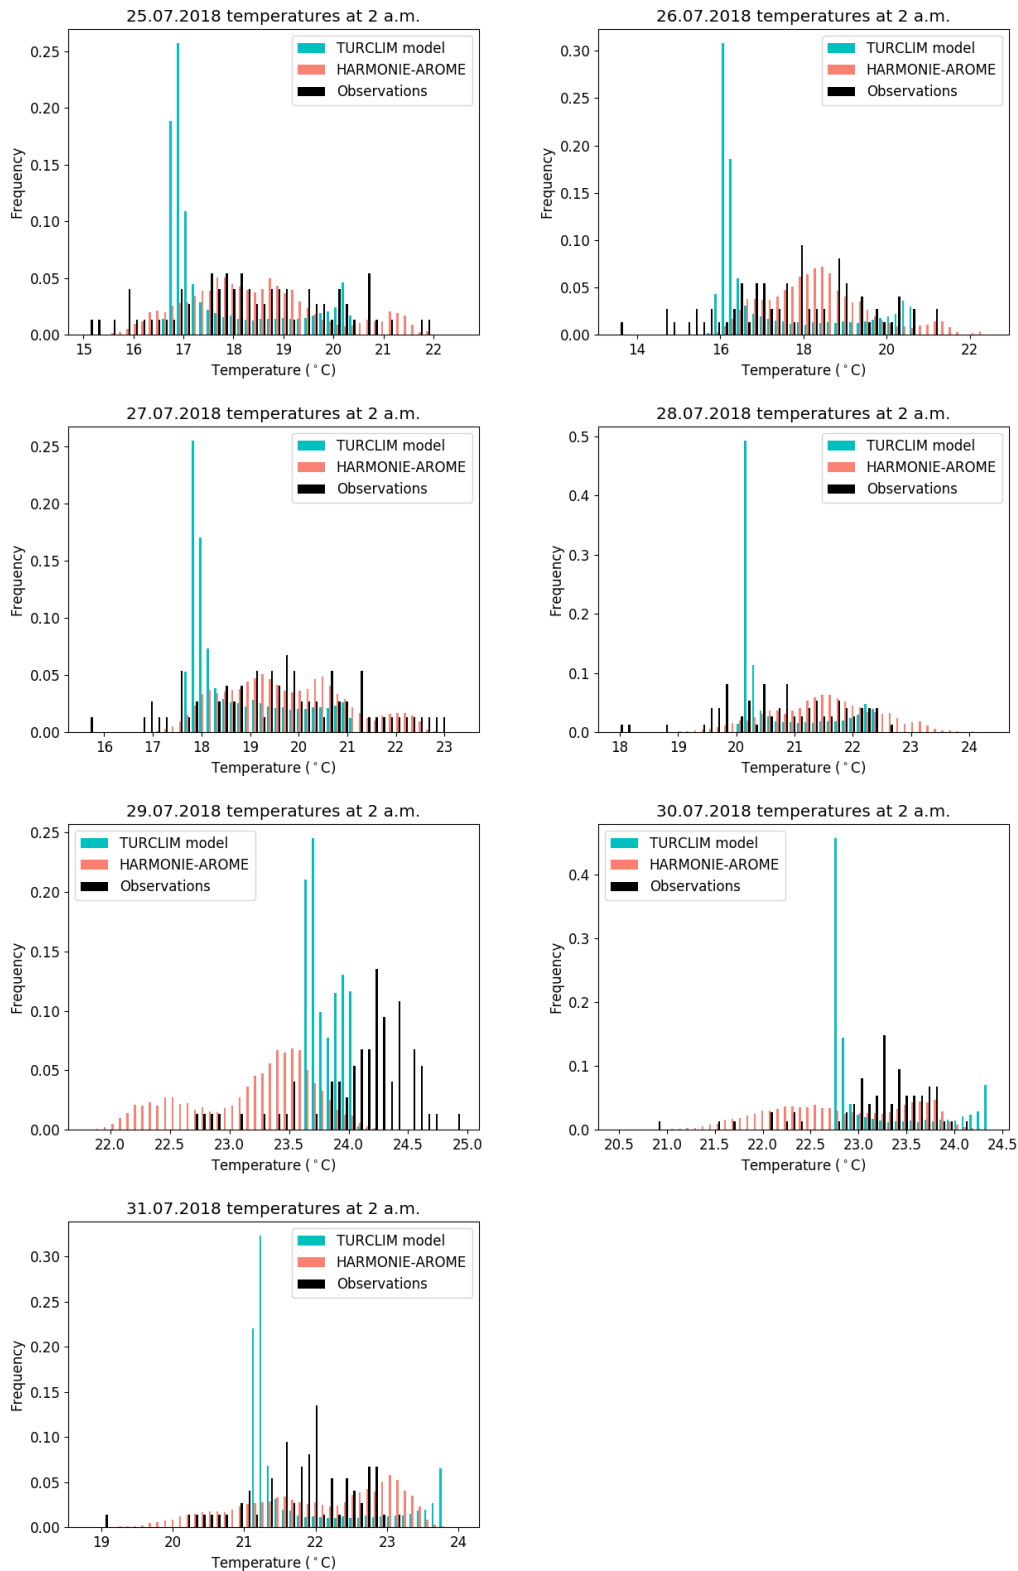 25.07.2018 temperatures at 2 a.m.
0.25
0.20
0.15
0.10
0.05
0.00
Frequency
TURCLIM model
HARMONIE-AROME
Observations
15 16 17 18 19 20 21 22
Temperature (°C)
26.07.2018 temperatures at 2 a.m.
0.30
0.25
0.20
0.15
0.10
0.05
0.00
Frequency
TURCLIM model
HARMONIE-AROME
Observations
14 16 18 20 22
Temperature (°C)
27.07.2018 temperatures at 2 a.m.
0.25
0.20
0.15
0.10
0.05
0.00
Frequency
TURCLIM model
HARMONIE-AROME
Observations
16 17 18 19 20 21 22 23
Temperature (°C)
28.07.2018 temperatures at 2 a.m.
0.5
0.4
0.3
0.2
0.1
0.0
Frequency
TURCLIM model
HARMONIE-AROME
Observations
18 19 20 21 22 23 24
Temperature (°C)
29.07.2018 temperatures at 2 a.m.
0.25
0.20
0.15
0.10
0.05
0.00
Frequency
TURCLIM model
HARMONIE-AROME
Observations
22.0 22.5 23.0 23.5 24.0 24.5 25.0
Temperature (°C)
30.07.2018 temperatures at 2 a.m.
0.4
0.3
0.2
0.1
0.0
Frequency
TURCLIM model
HARMONIE-AROME
Observations
20.5 21.0 21.5 22.0 22.5 23.0 23.5 24.0 24.5
Temperature (°C)
31.07.2018 temperatures at 2 a.m.
0.30
0.25
0.20
0.15
0.10
0.05
0.00
Frequency
TURCLIM model
HARMONIE-AROME
Observations
19 20 21 22 23 24
Temperature (°C)